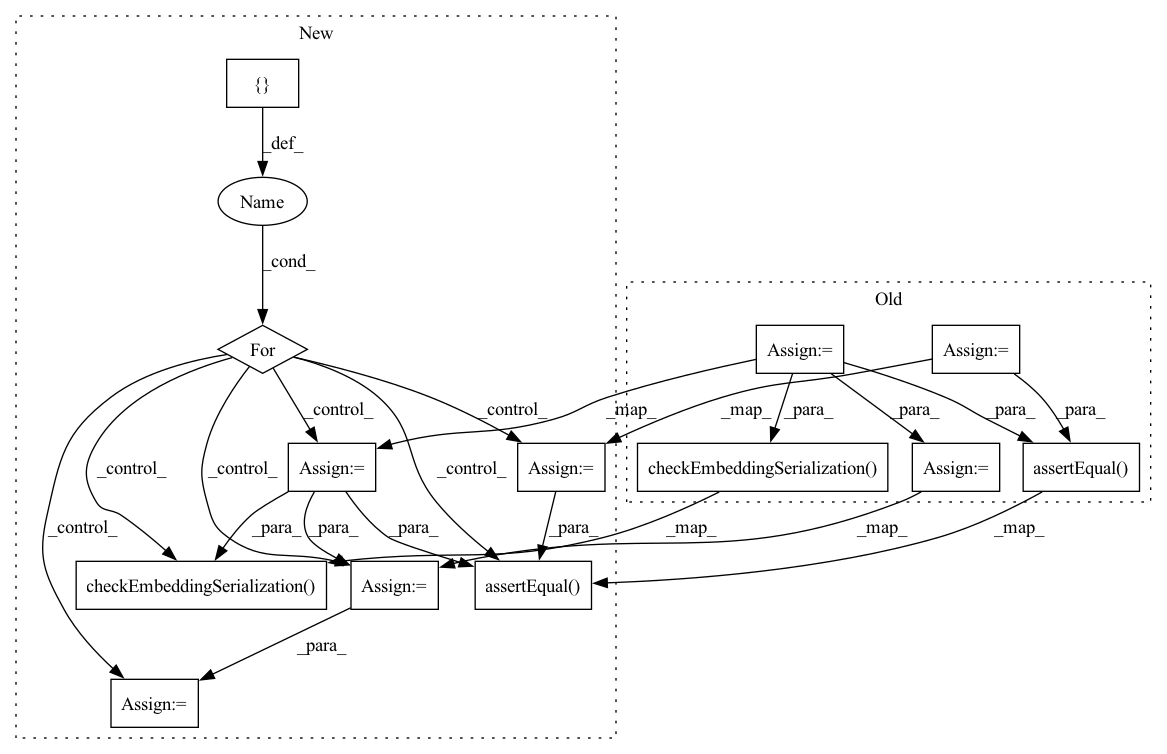 New
{}
_def_
Name
_cond_
Old
For
Assign:=
Assign:=
_control_
_control_
_map_
_map_
_para_
_para_
_para_
_para_
_control_
_control_
Assign:=
_control_
Assign:=
checkEmbeddingSerialization()
Assign:=
assertEqual()
_control_
_para_
_para_
_para_
_para_
_map_
_map_
_map_
checkEmbeddingSerialization()
Assign:=
assertEqual()
_para_
Assign:=